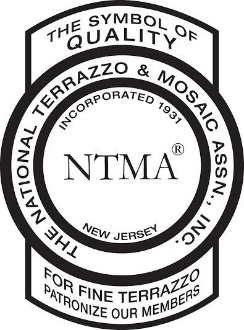 THE SYMBOL OF
QUALITY
THE NATIONAL TERRAZZO & MOSAIC ASSN., INC.
INCORPORATED 1931
NTMA®
NEW JERSEY
FOR FINE TERRAZZO
PATRONIZE OUR MEMBERS